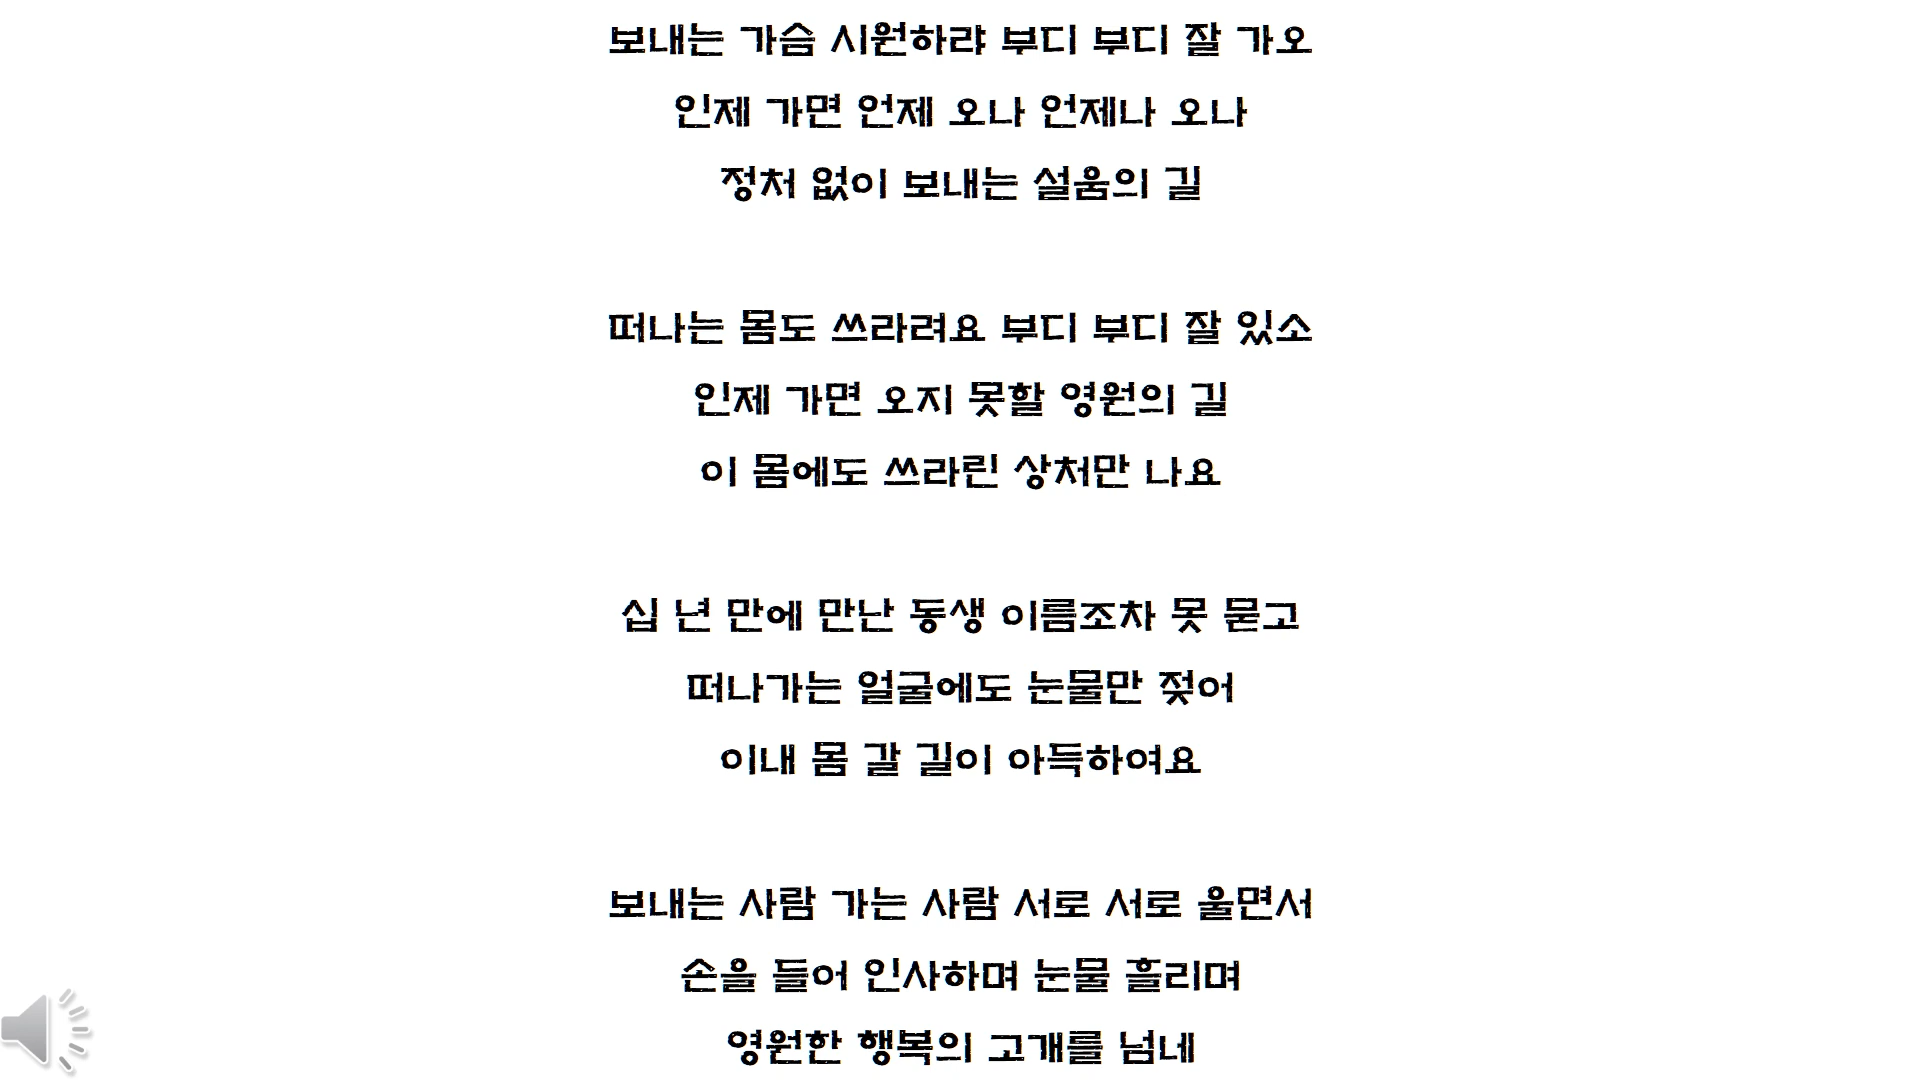 보내는 가슴 시원하랴 부디 부디 잘 가오
인제 가면 언제 오나 언제나 오나
정처 없이 보내는 설움의 길
떠나는 몸도 쓰라려요 부디 부디 잘 있소
인제 가면 오지 못할 영원의 길
이 몸에도 쓰라린 상처만 나요
십 년 만에 만난 동생 이름조차 못 묻고
떠나가는 얼굴에도 눈물만 젖어
이내 몸 갈 길이 아득하여요
보내는 사람 가는 사람 서로 서로 울면서
손을 들어 인사하며 눈물 흘리며
영원한 행복의 고개를 넘네